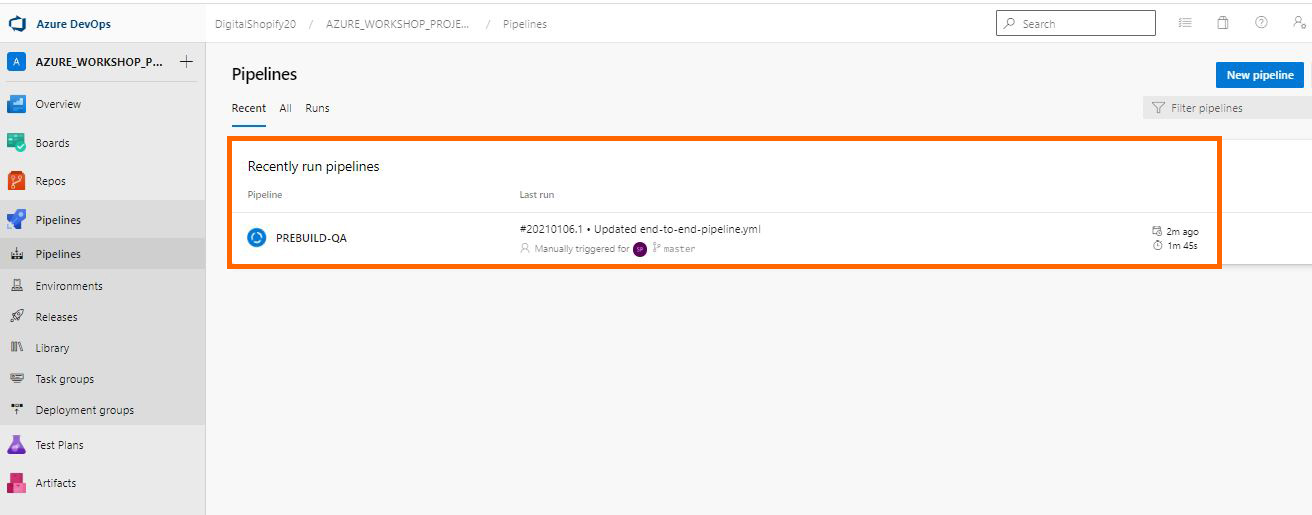 Azure DevOps
DigitalShopify20 / AZURE_WORKSHOP_PROJE... / Pipelines
Search
A AZURE_WORKSHOP_P... +
Overview
Boards
Repos
Pipelines
Pipelines
Environments
Releases
Library
Task groups
Deployment groups
Test Plans
Artifacts
Pipelines
New pipeline
Recent All Runs
Filter pipelines
Recently run pipelines
Pipeline Last run
PREBUILD-QA
#20210106.1 • Updated end-to-end-pipeline.yml
Manually triggered for SP master
2m ago
1m 45s